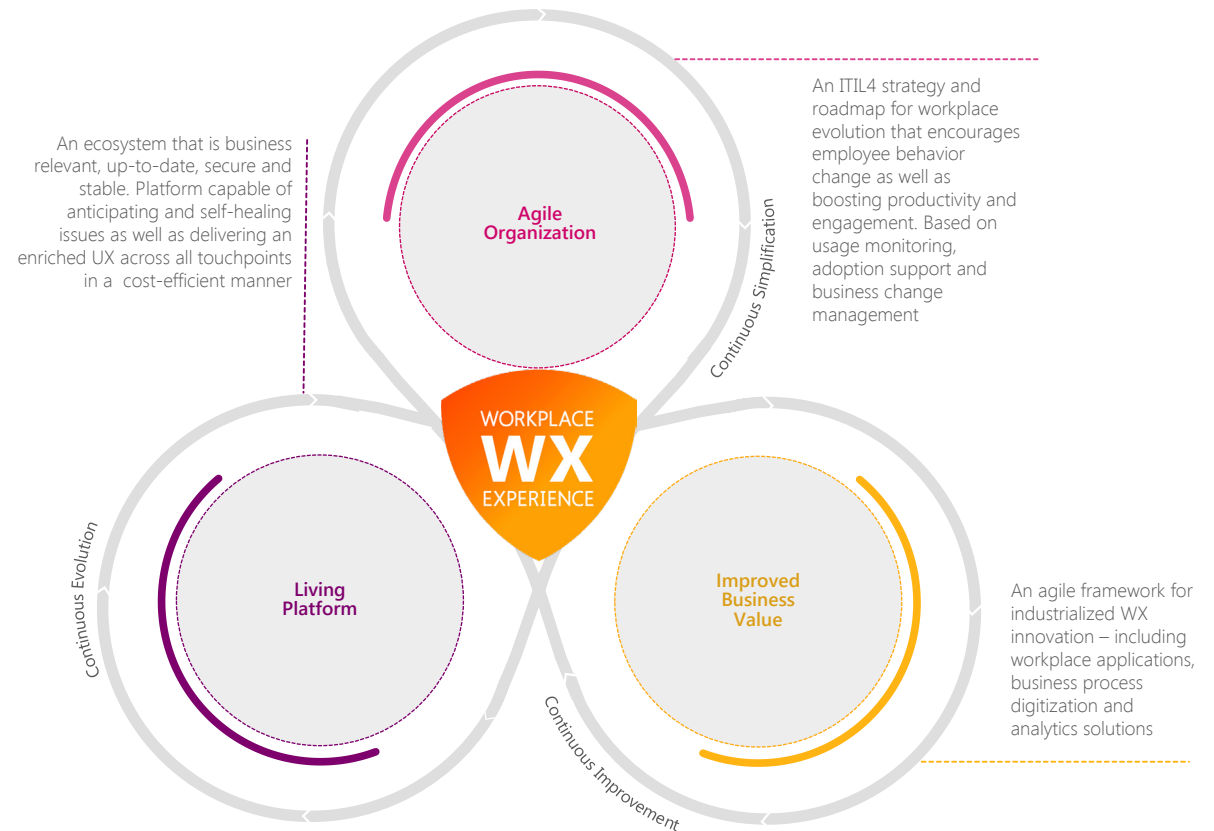 An ecosystem that is business
relevant, up-to-date, secure and
stable. Platform capable of
anticipating and self-healing
issues as well as delivering an
enriched UX across all touchpoints
in a  cost-efficient manner
Agile
Organization
An ITIL4 strategy and
roadmap for workplace
evolution that encourages
employee behavior
change as well as
boosting productivity and
engagement. Based on
usage monitoring,
adoption support and
business change
management
Continuous Simplification
WORKPLACE
WX
EXPERIENCE
Continuous Evolution
Living
Platform
Improved
Business
Value
An agile framework for
industrialized WX
innovation – including
workplace applications,
business process
digitization and
analytics solutions
Continuous Improvement